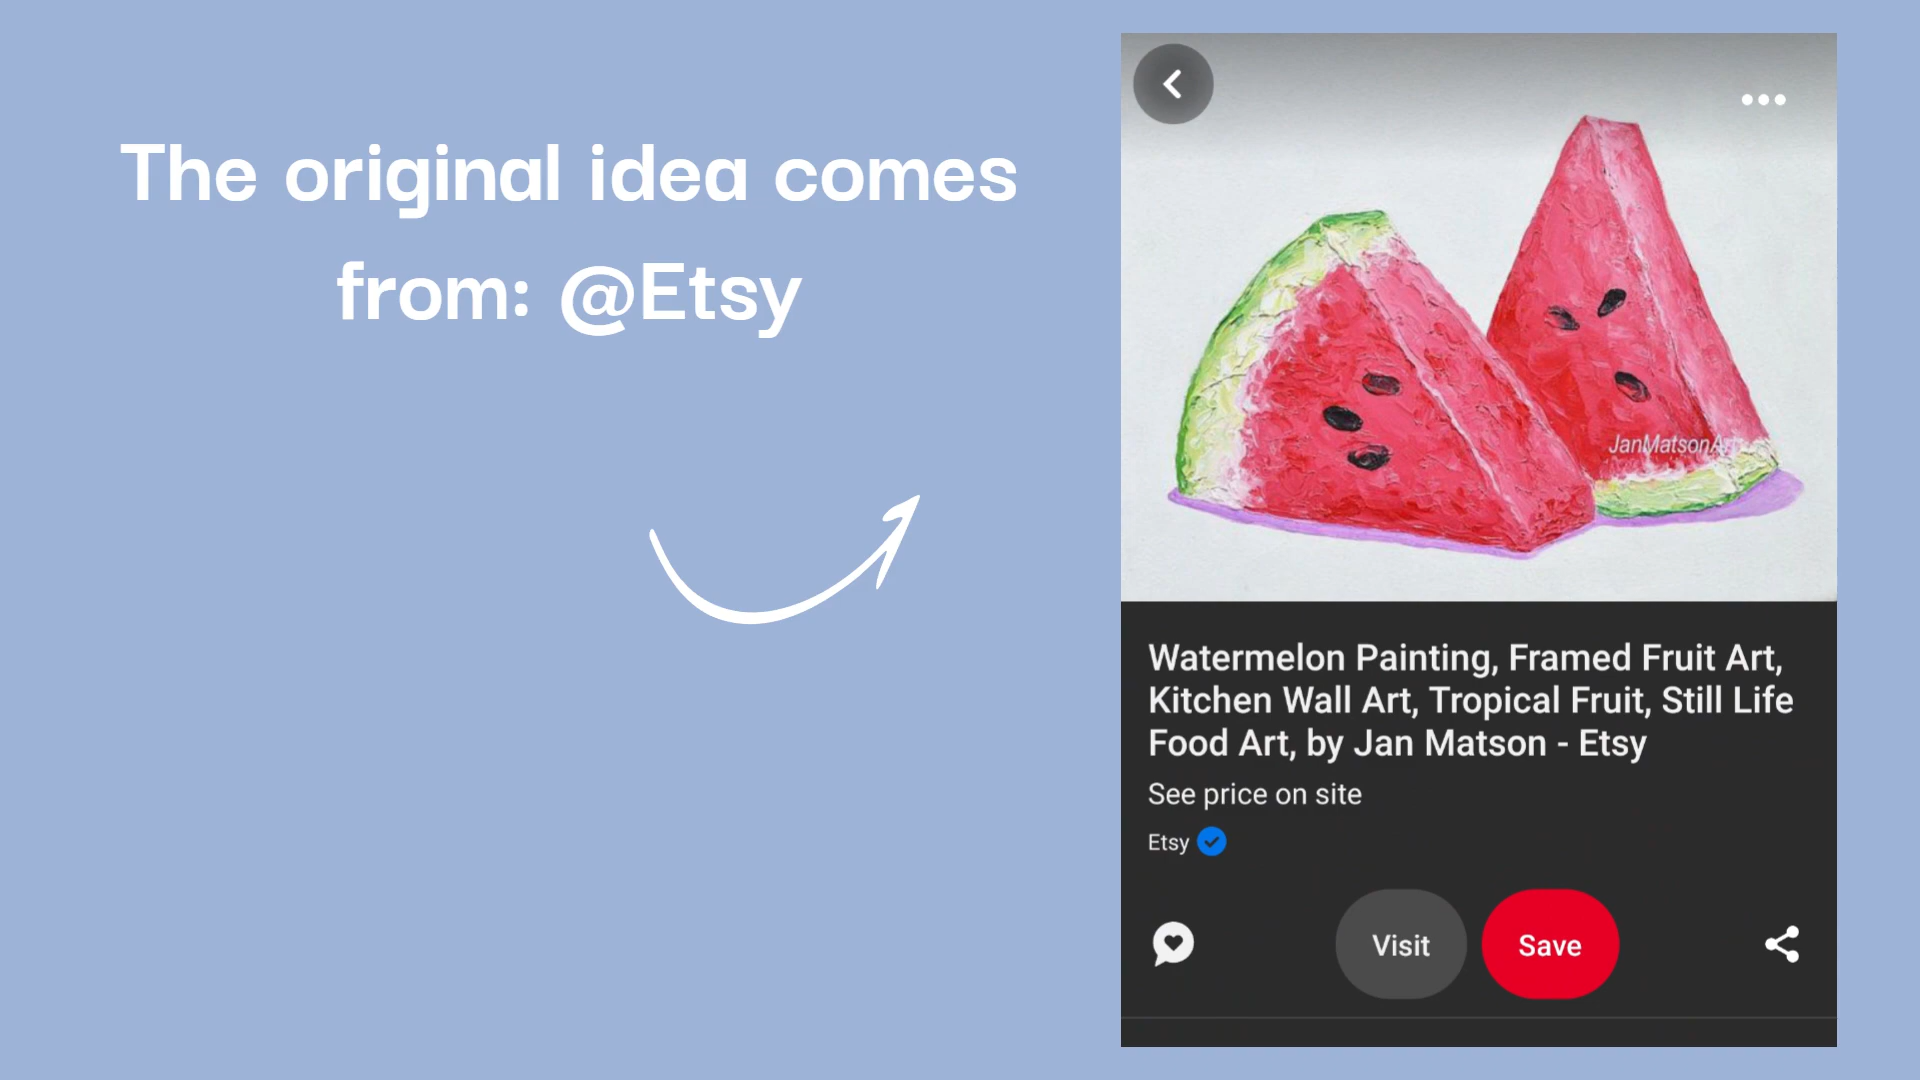 The original idea comes
from: @Etsy
JanMatsonArt
Watermelon Painting, Framed Fruit Art,
Kitchen Wall Art, Tropical Fruit, Still Life
Food Art, by Jan Matson - Etsy
See price on site
Etsy
Visit
Save